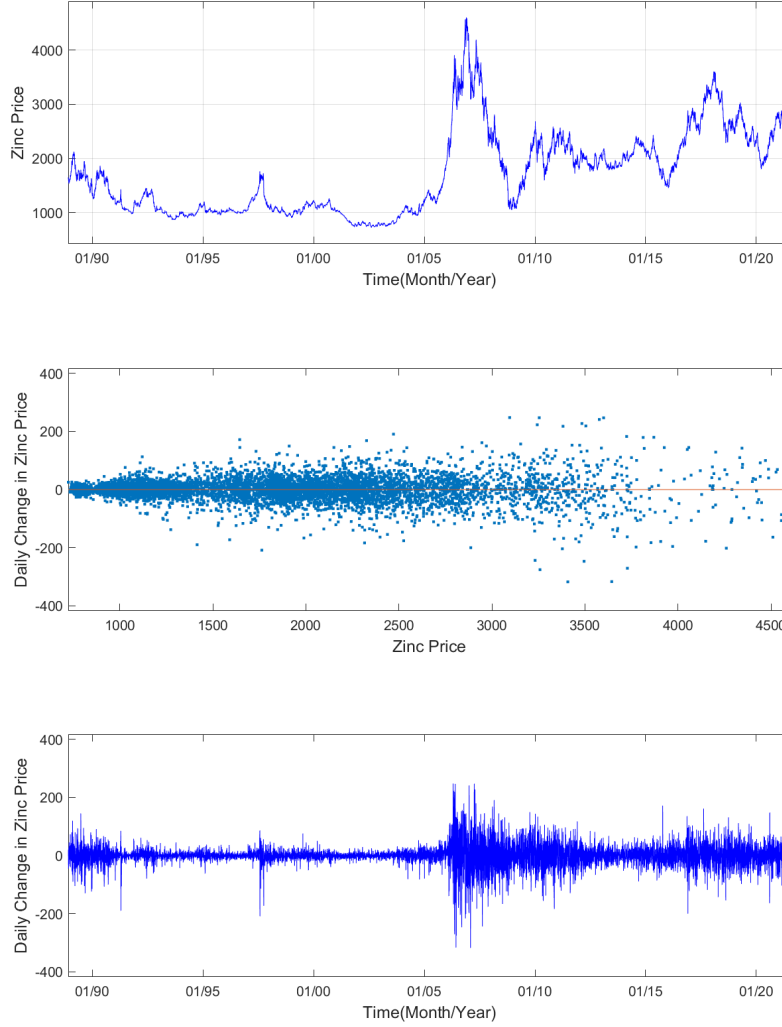 4000
3000
2000
1000
Zinc Price
01/90 01/95 01/00 01/05 01/10 01/15 01/20
Time(Month/Year)
400
200
0
-200
-400
Daily Change in Zinc Price
1000 1500 2000 2500 3000 3500 4000 4500
Zinc Price
400
200
0
-200
-400
Daily Change in Zinc Price
01/90 01/95 01/00 01/05 01/10 01/15 01/20
Time(Month/Year)